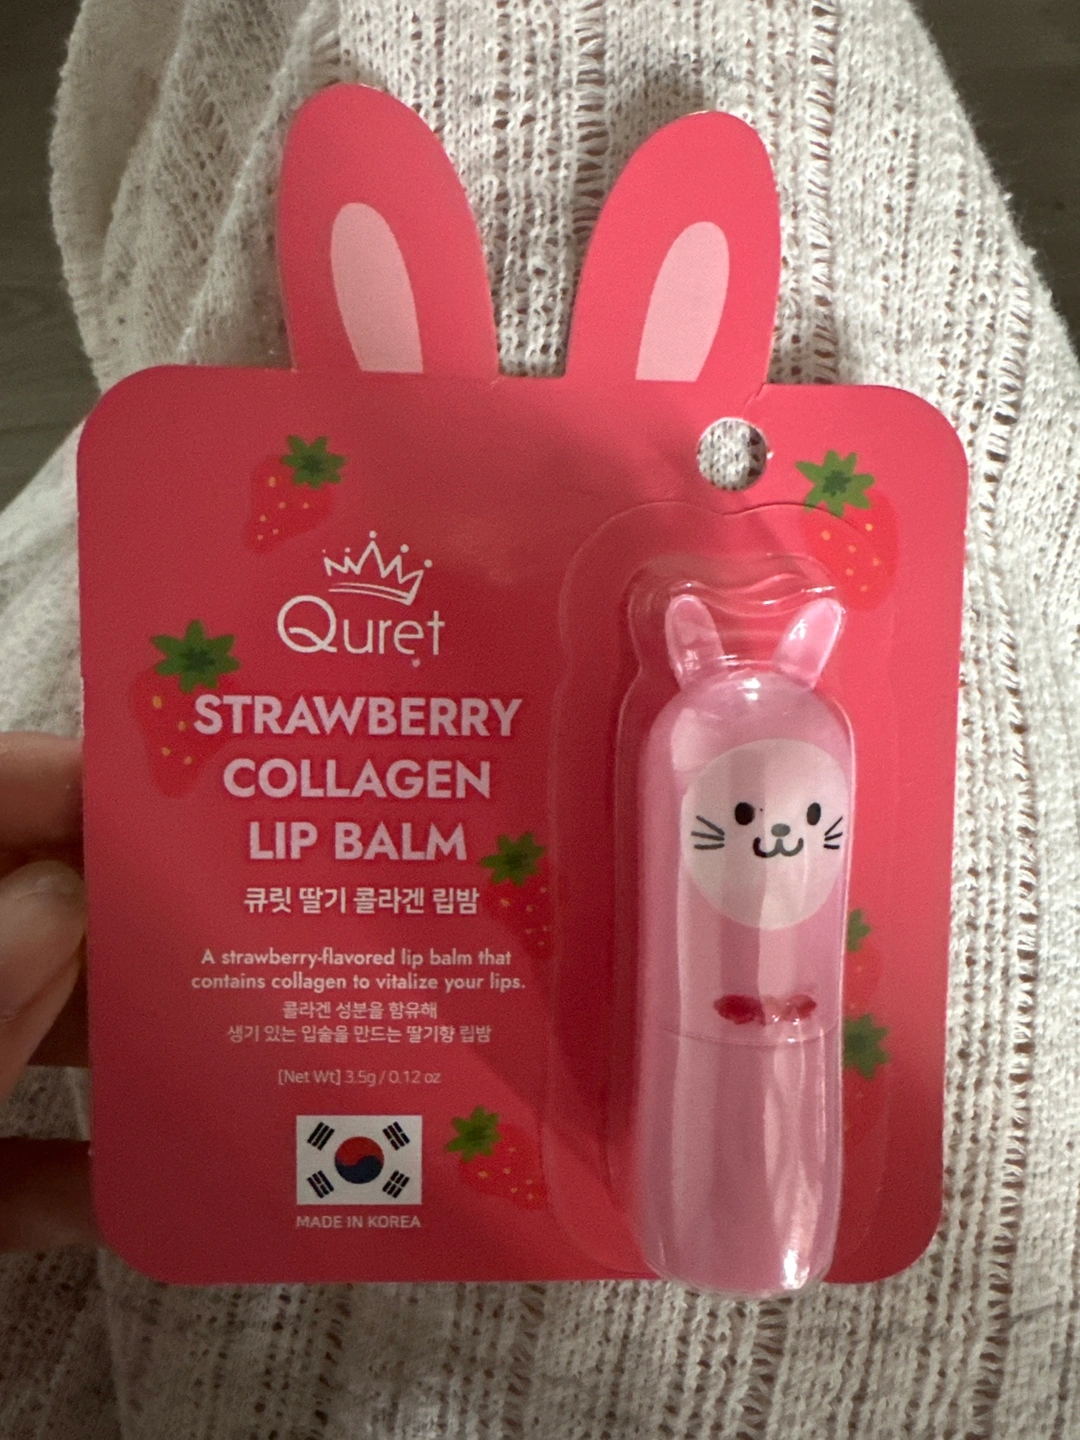 Quret
STRAWBERRY
COLLAGEN
LIP BALM
큐릿 딸기 콜라겐 립밤
A strawberry-flavored lip balm that
contains collagen to vitalize your lips.
콜라겐 성분을 함유해
생기 있는 입술을 만드는 딸기향 립밤
[Net Wt] 3.5g / 0.12 oz
MADE IN KOREA